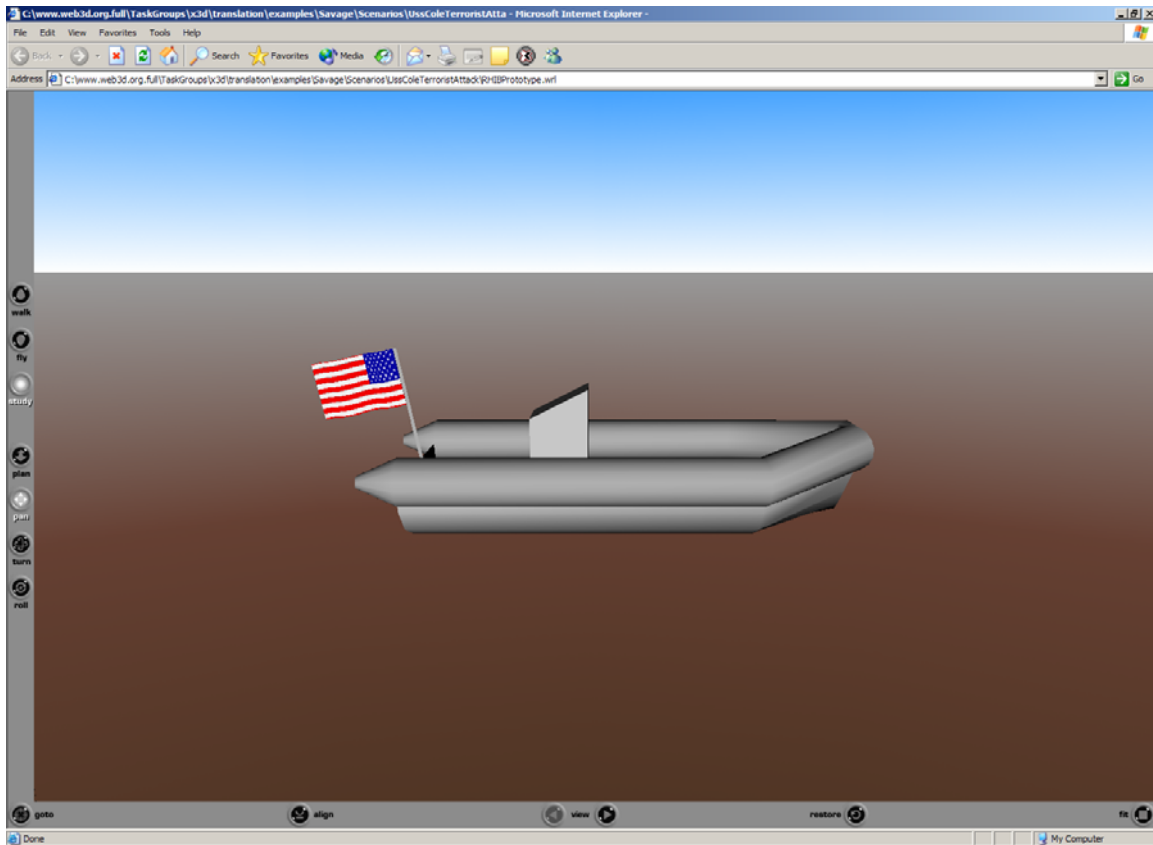 C:\www.web3d.org.full\TaskGroups\x3d\translation\examples\Savage\Scenarios\UssColeTerroristAtta - Microsoft Internet Explorer -
File Edit View Favorites Tools Help
Back Search Favorites Media
Address C:\www.web3d.org.full\TaskGroups\x3d\translation\examples\Savage\Scenarios\UssColeTerroristAttack\RHIBPrototype.wrl Go
walk
fly
study
plan
pan
turn
roll
goto align view restore fit
Done My Computer